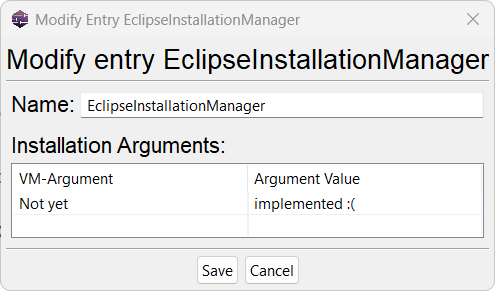 Modify Entry EclipseInstallationManager
Modify entry EclipseInstallationManager
Name: EclipseInstallationManager
Installation Arguments:
VM-Argument Argument Value
Not yet implemented :(
Save Cancel